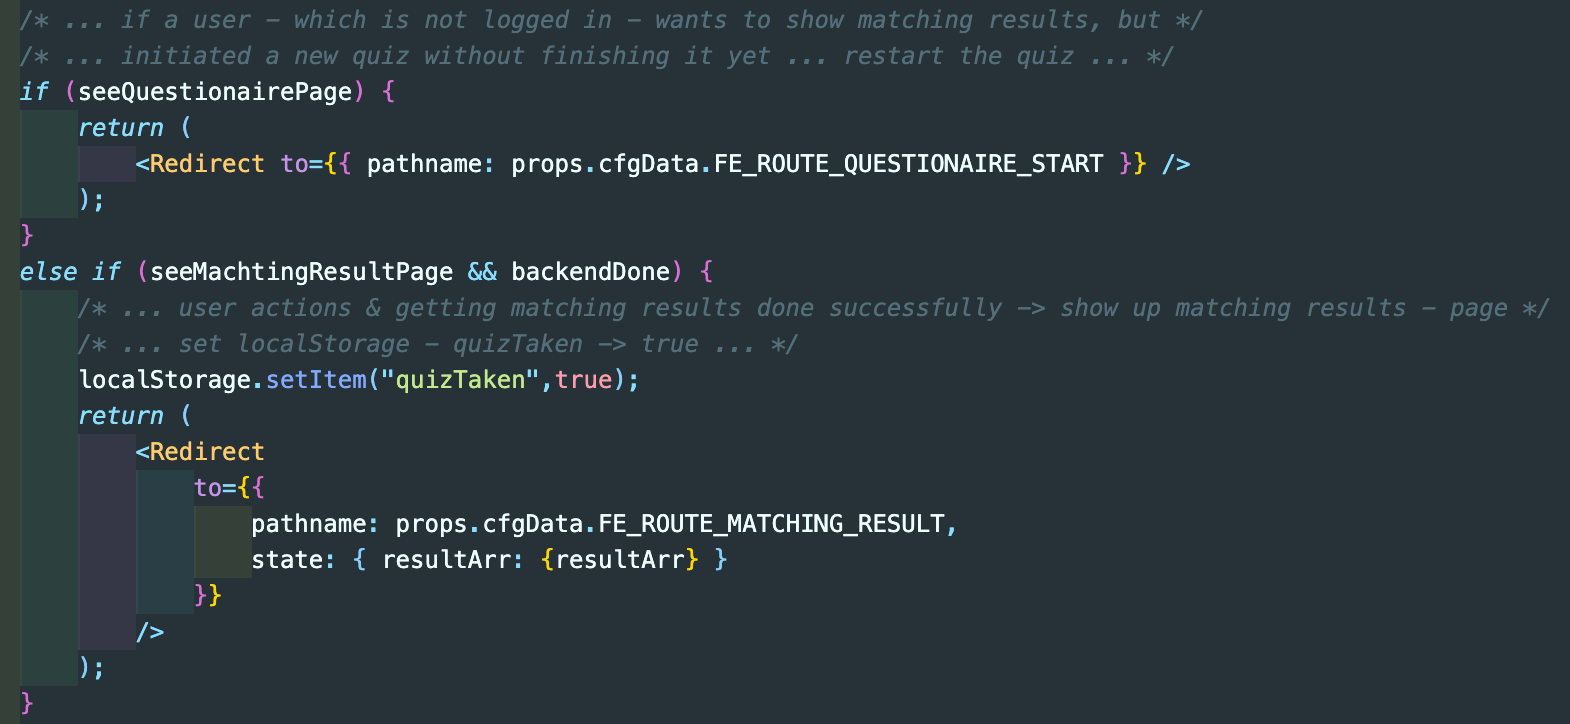 /* ... if a user – which is not logged in – wants to show matching results, but */
/* ... initiated a new quiz without finishing it yet ... restart the quiz ... */
if (seeQuestionairePage) {
return (
<Redirect to={{ pathname: props.cfgData.FE_ROUTE_QUESTIONAIRE_START }} />
);
}
else if (seeMachtingResultPage && backendDone) {
/* ... user actions & getting matching results done successfully –> show up matching results – page */
/* ... set localStorage – quizTaken –> true ... */
localStorage.setItem("quizTaken",true);
return (
<Redirect
to={{
pathname: props.cfgData.FE_ROUTE_MATCHING_RESULT,
state: { resultArr: {resultArr} }
}}
/>
);
}